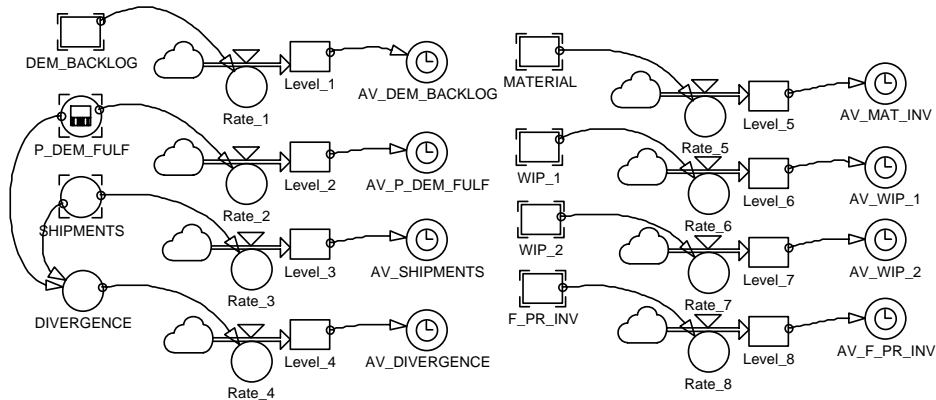 DEM_BACKLOG
Rate_1
Level_1
AV_DEM_BACKLOG
P_DEM_FULF
Rate_2
Level_2
AV_P_DEM_FULF
SHIPMENTS
Rate_3
Level_3
AV_SHIPMENTS
DIVERGENCE
Rate_4
Level_4
AV_DIVERGENCE
MATERIAL
Rate_5
Level_5
AV_MAT_INV
WIP_1
Rate_6
Level_6
AV_WIP_1
WIP_2
Rate_7
Level_7
AV_WIP_2
F_PR_INV
Rate_8
Level_8
AV_F_PR_INV